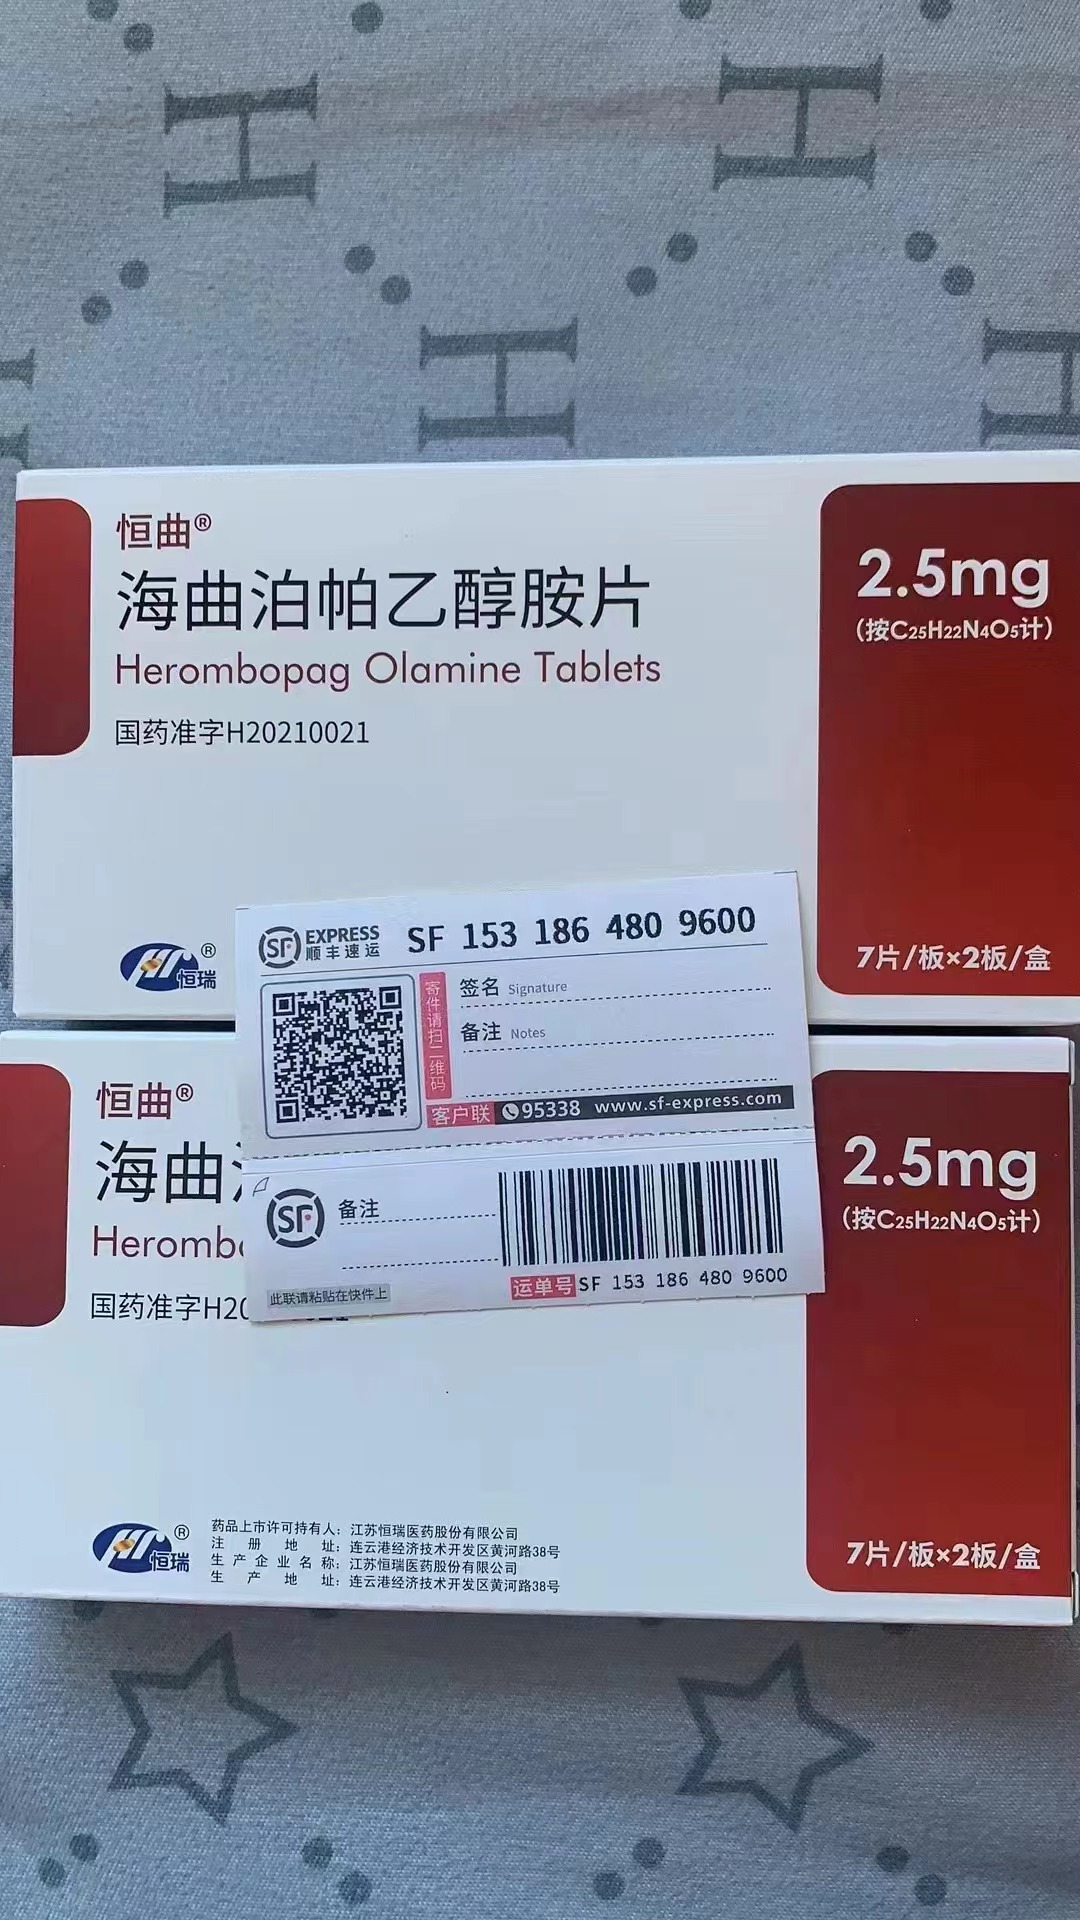 H
H
H
H
恒曲®
海曲泊帕乙醇胺片
Herombopag Olamine Tablets
国药准字H20210021
2.5mg
(按C25H22N4O5计)
HR 恒瑞®
7片/板×2板/盒
SF EXPRESS
顺丰速运
SF 153 186 480 9600
寄件请扫二维码
签名 Signature
备注 Notes
客户联 95338 www.sf-express.com
SF
备注
此联请粘贴在快件上
运单号 SF 153 186 480 9600
恒曲®
海曲
Heromb
国药准字H20
2.5mg
(按C25H22N4O5计)
HR 恒瑞®
药品上市许可持有人：江苏恒瑞医药股份有限公司
注册地址：连云港经济技术开发区黄河路38号
生产企业名称：江苏恒瑞医药股份有限公司
生产地址：连云港经济技术开发区黄河路38号
7片/板×2板/盒